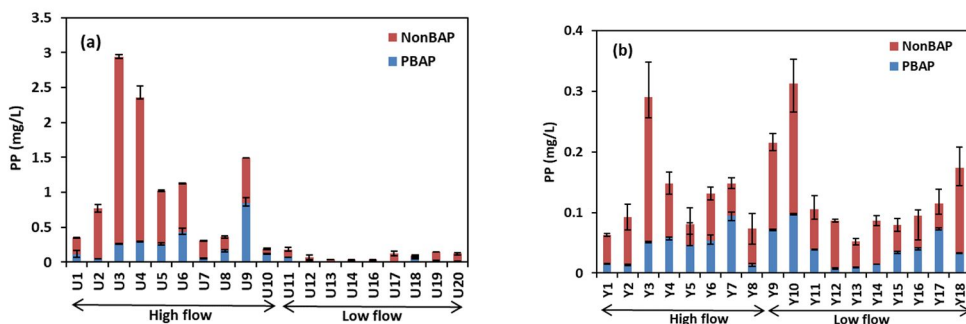 (a)
NonBAP
PBAP
PP (mg/L)
3.5
3
2.5
2
1.5
1
0.5
0
U1 U2 U3 U4 U5 U6 U7 U8 U9 U10 U11 U12 U13 U14 U15 U16 U17 U18 U19 U20
High flow Low flow
(b)
NonBAP
PBAP
PP (mg/L)
0.4
0.3
0.2
0.1
0
Y1 Y2 Y3 Y4 Y5 Y6 Y7 Y8 Y9 Y10 Y11 Y12 Y13 Y14 Y15 Y16 Y17 Y18
High flow Low flow